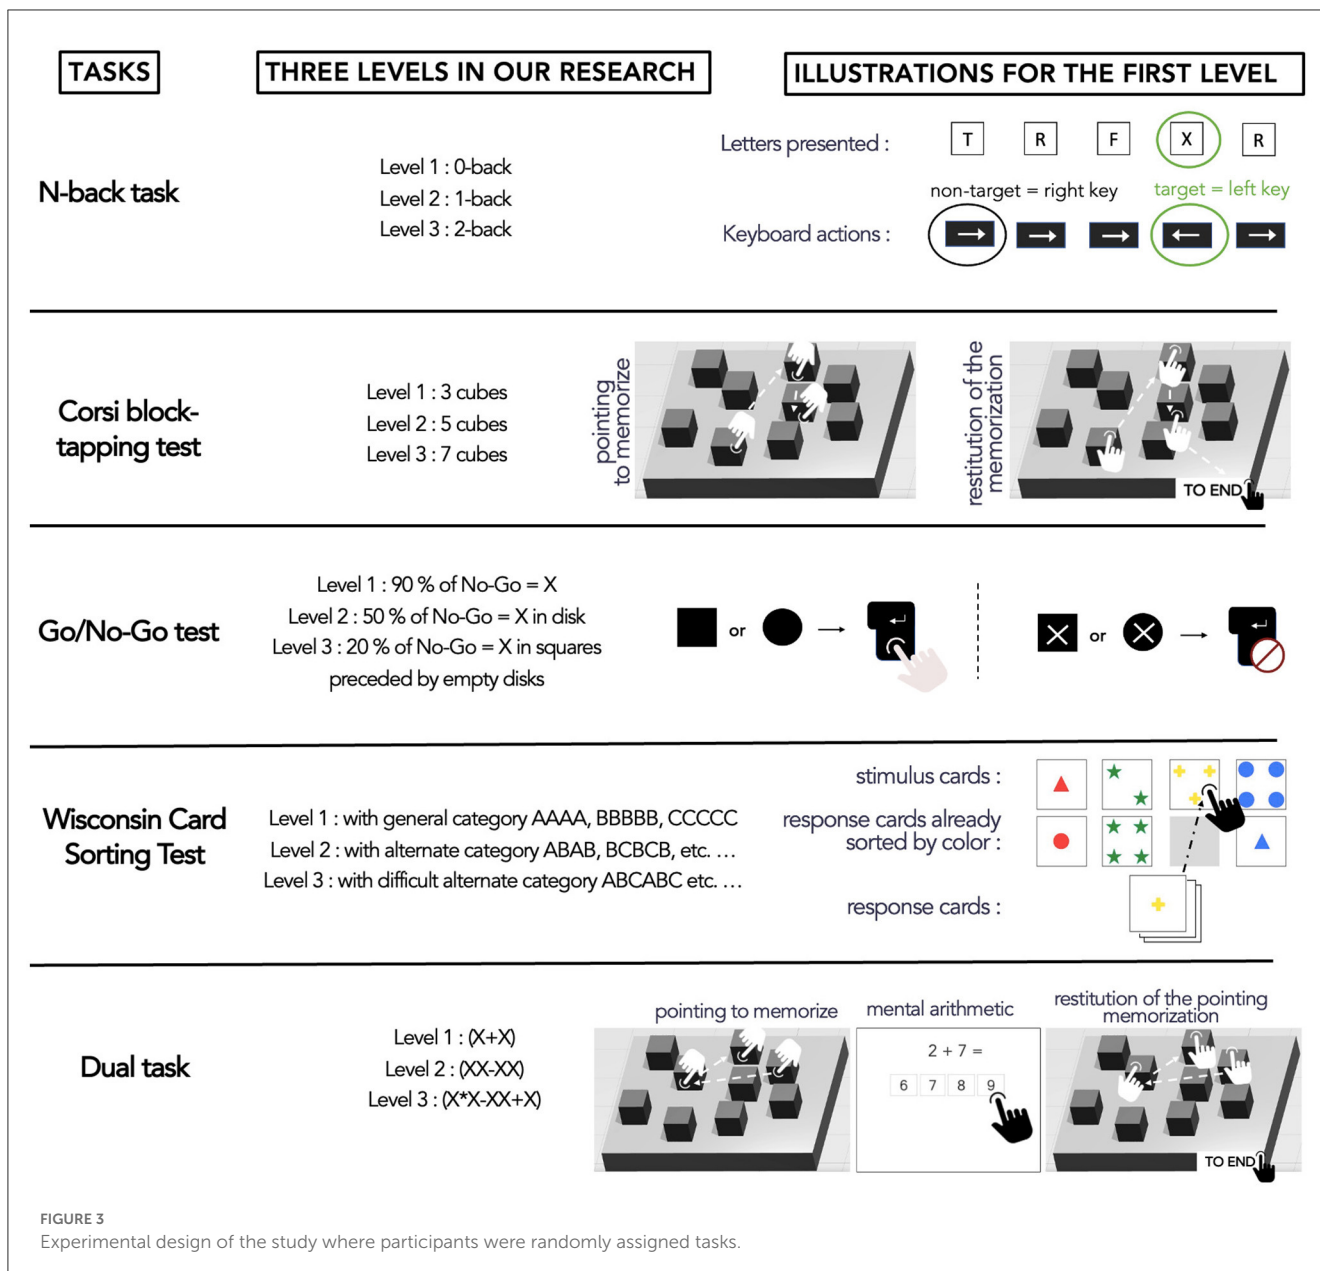 TASKS
THREE LEVELS IN OUR RESEARCH
ILLUSTRATIONS FOR THE FIRST LEVEL
N-back task
Level 1 : 0-back
Level 2 : 1-back
Level 3 : 2-back
Letters presented :
T R F X R
non-target = right key
target = left key
Keyboard actions :
Corsi block-
tapping test
Level 1 : 3 cubes
Level 2 : 5 cubes
Level 3 : 7 cubes
pointing
to memorize
restitution of the
memorization
TO END
Go/No-Go test
Level 1 : 90 % of No-Go = X
Level 2 : 50 % of No-Go = X in disk
Level 3 : 20 % of No-Go = X in squares
preceded by empty disks
or
or
Wisconsin Card
Sorting Test
Level 1 : with general category AAAA, BBBBB, CCCCC
Level 2 : with alternate category ABAB, BCBCB, etc. ...
Level 3 : with difficult alternate category ABCABC etc. ...
stimulus cards :
response cards already
sorted by color :
response cards :
Dual task
Level 1 : (X+X)
Level 2 : (XX-XX)
Level 3 : (X*X-XX+X)
pointing to memorize
mental arithmetic
2 + 7 =
6 7 8 9
restitution of the pointing
memorization
TO END
FIGURE 3
Experimental design of the study where participants were randomly assigned tasks.